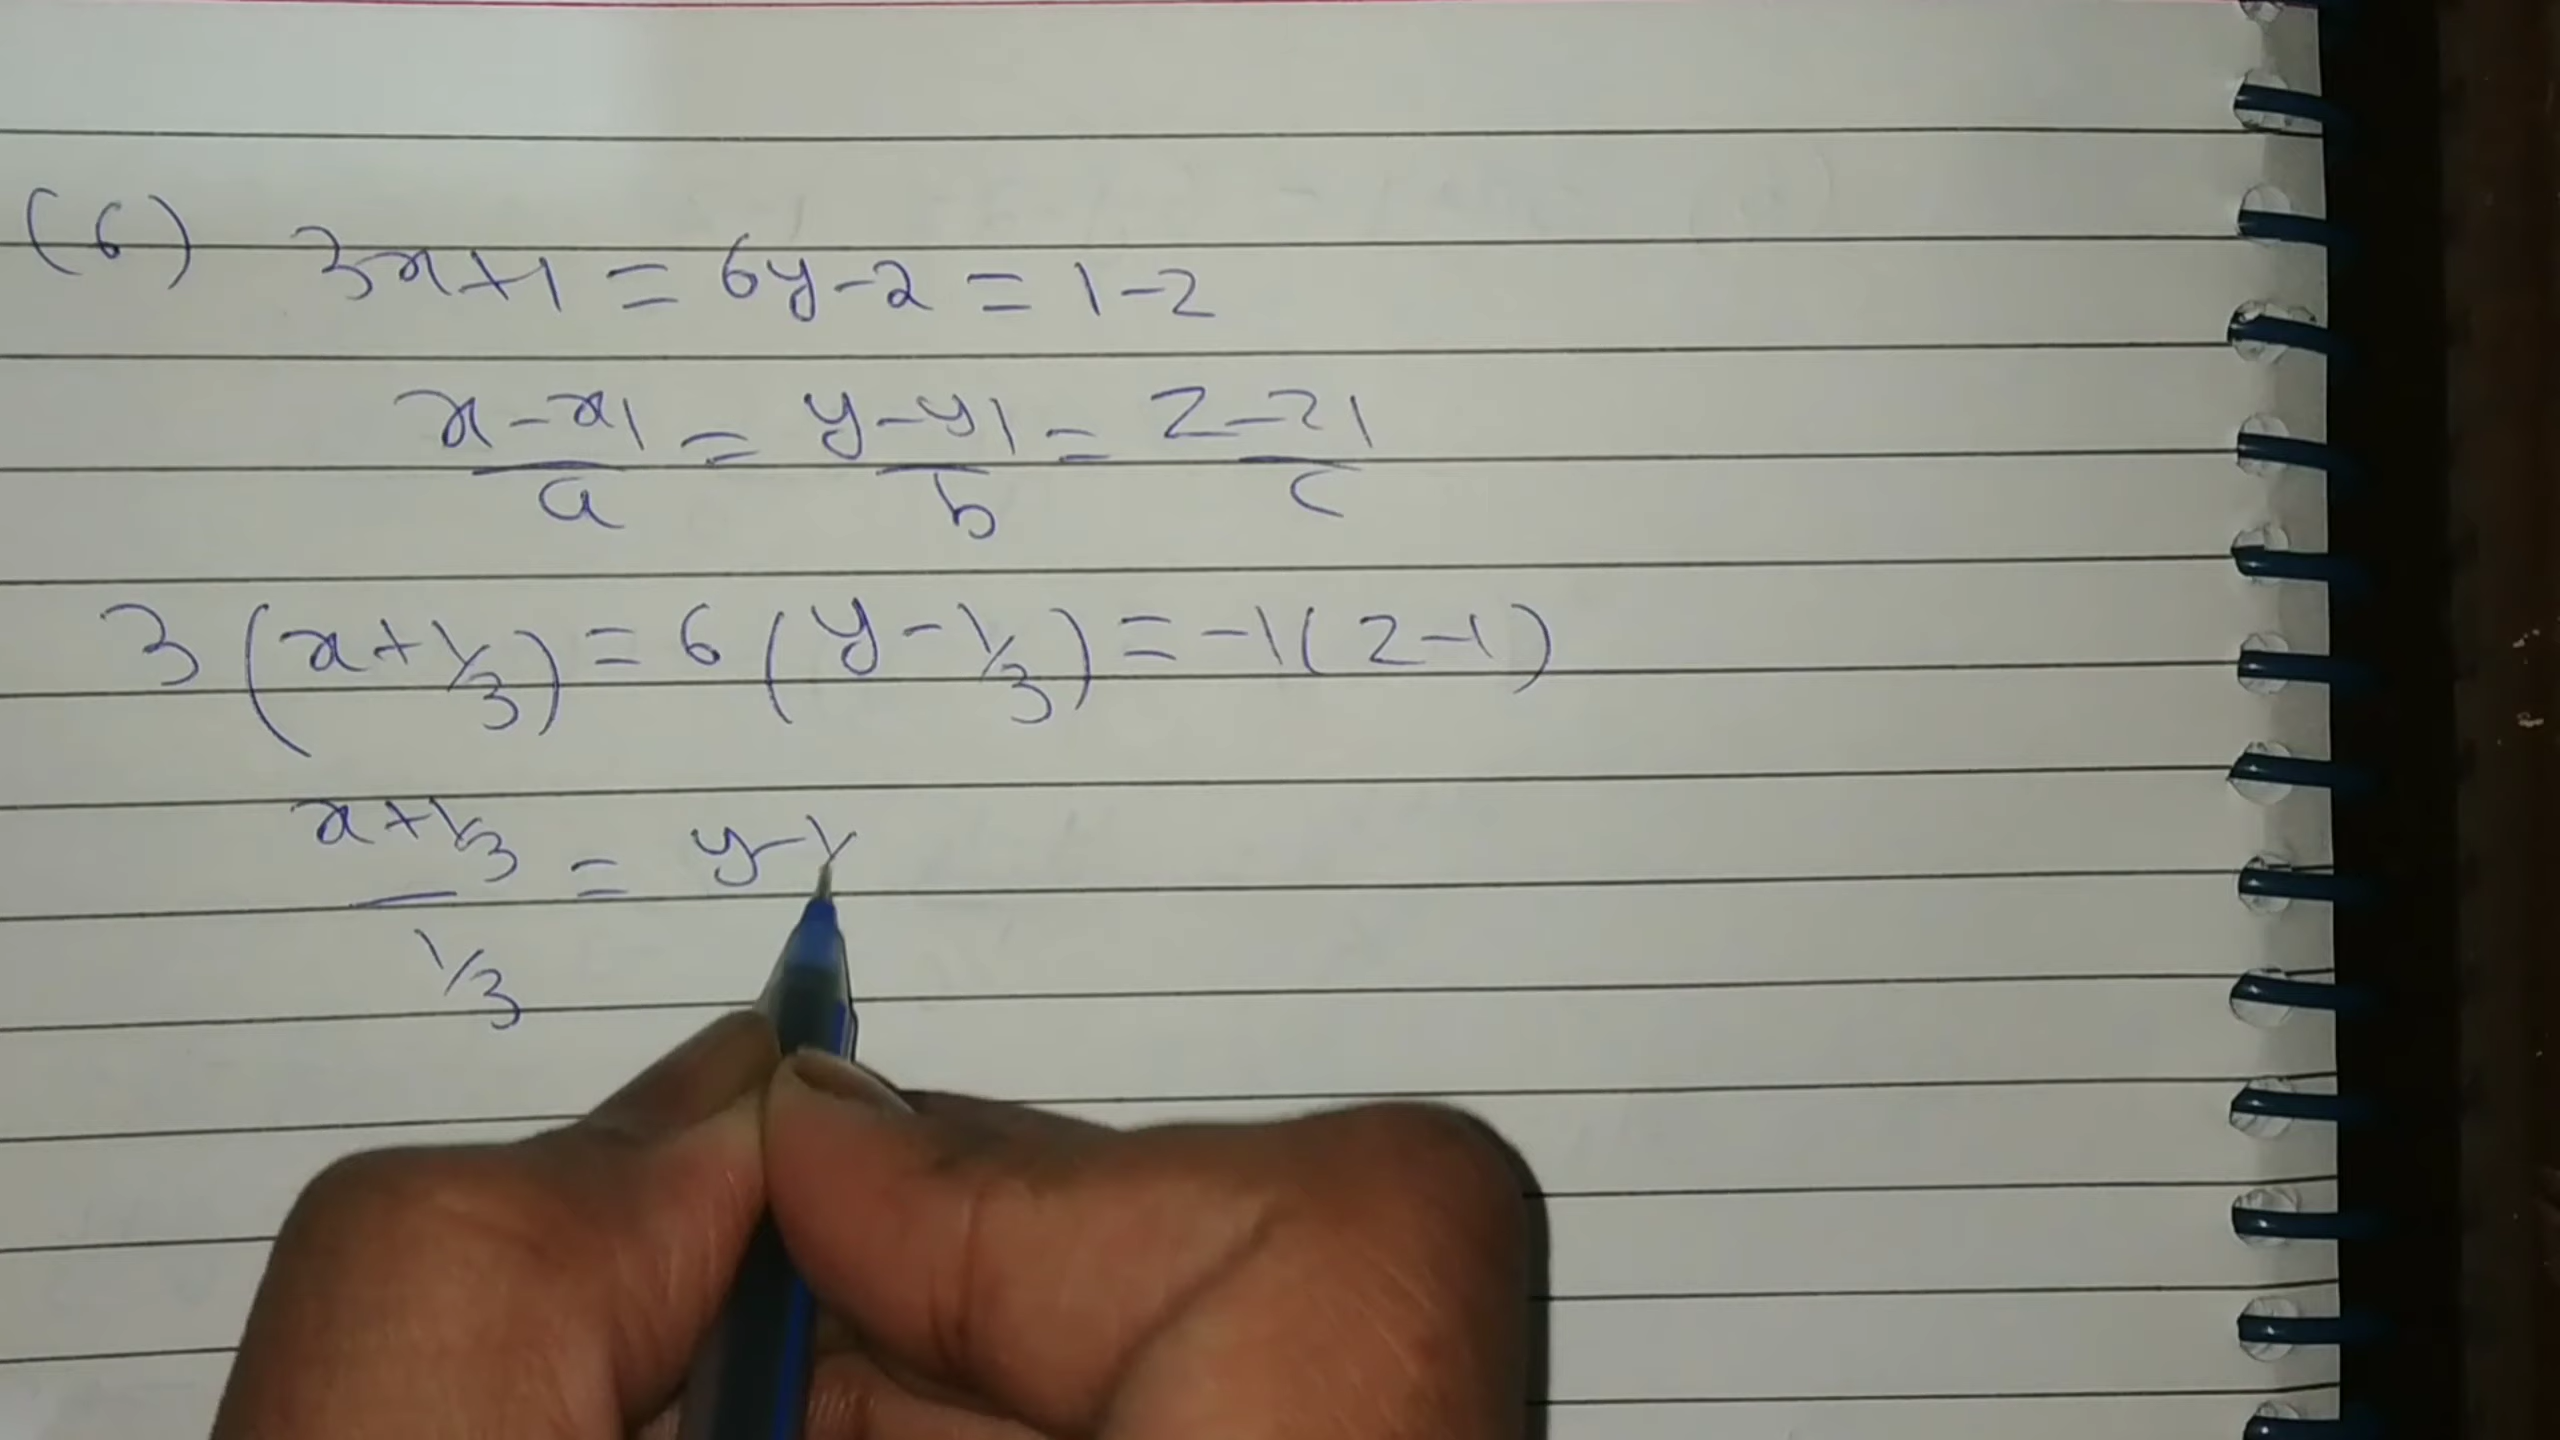 (6) 3x+1 = 6y-2 = 1-z
x-x1/a = y-y1/b = z-z1/c
3(x+1/3) = 6(y-1/3) = -1(z-1)
x+1/3 / 1/3 = y-1/